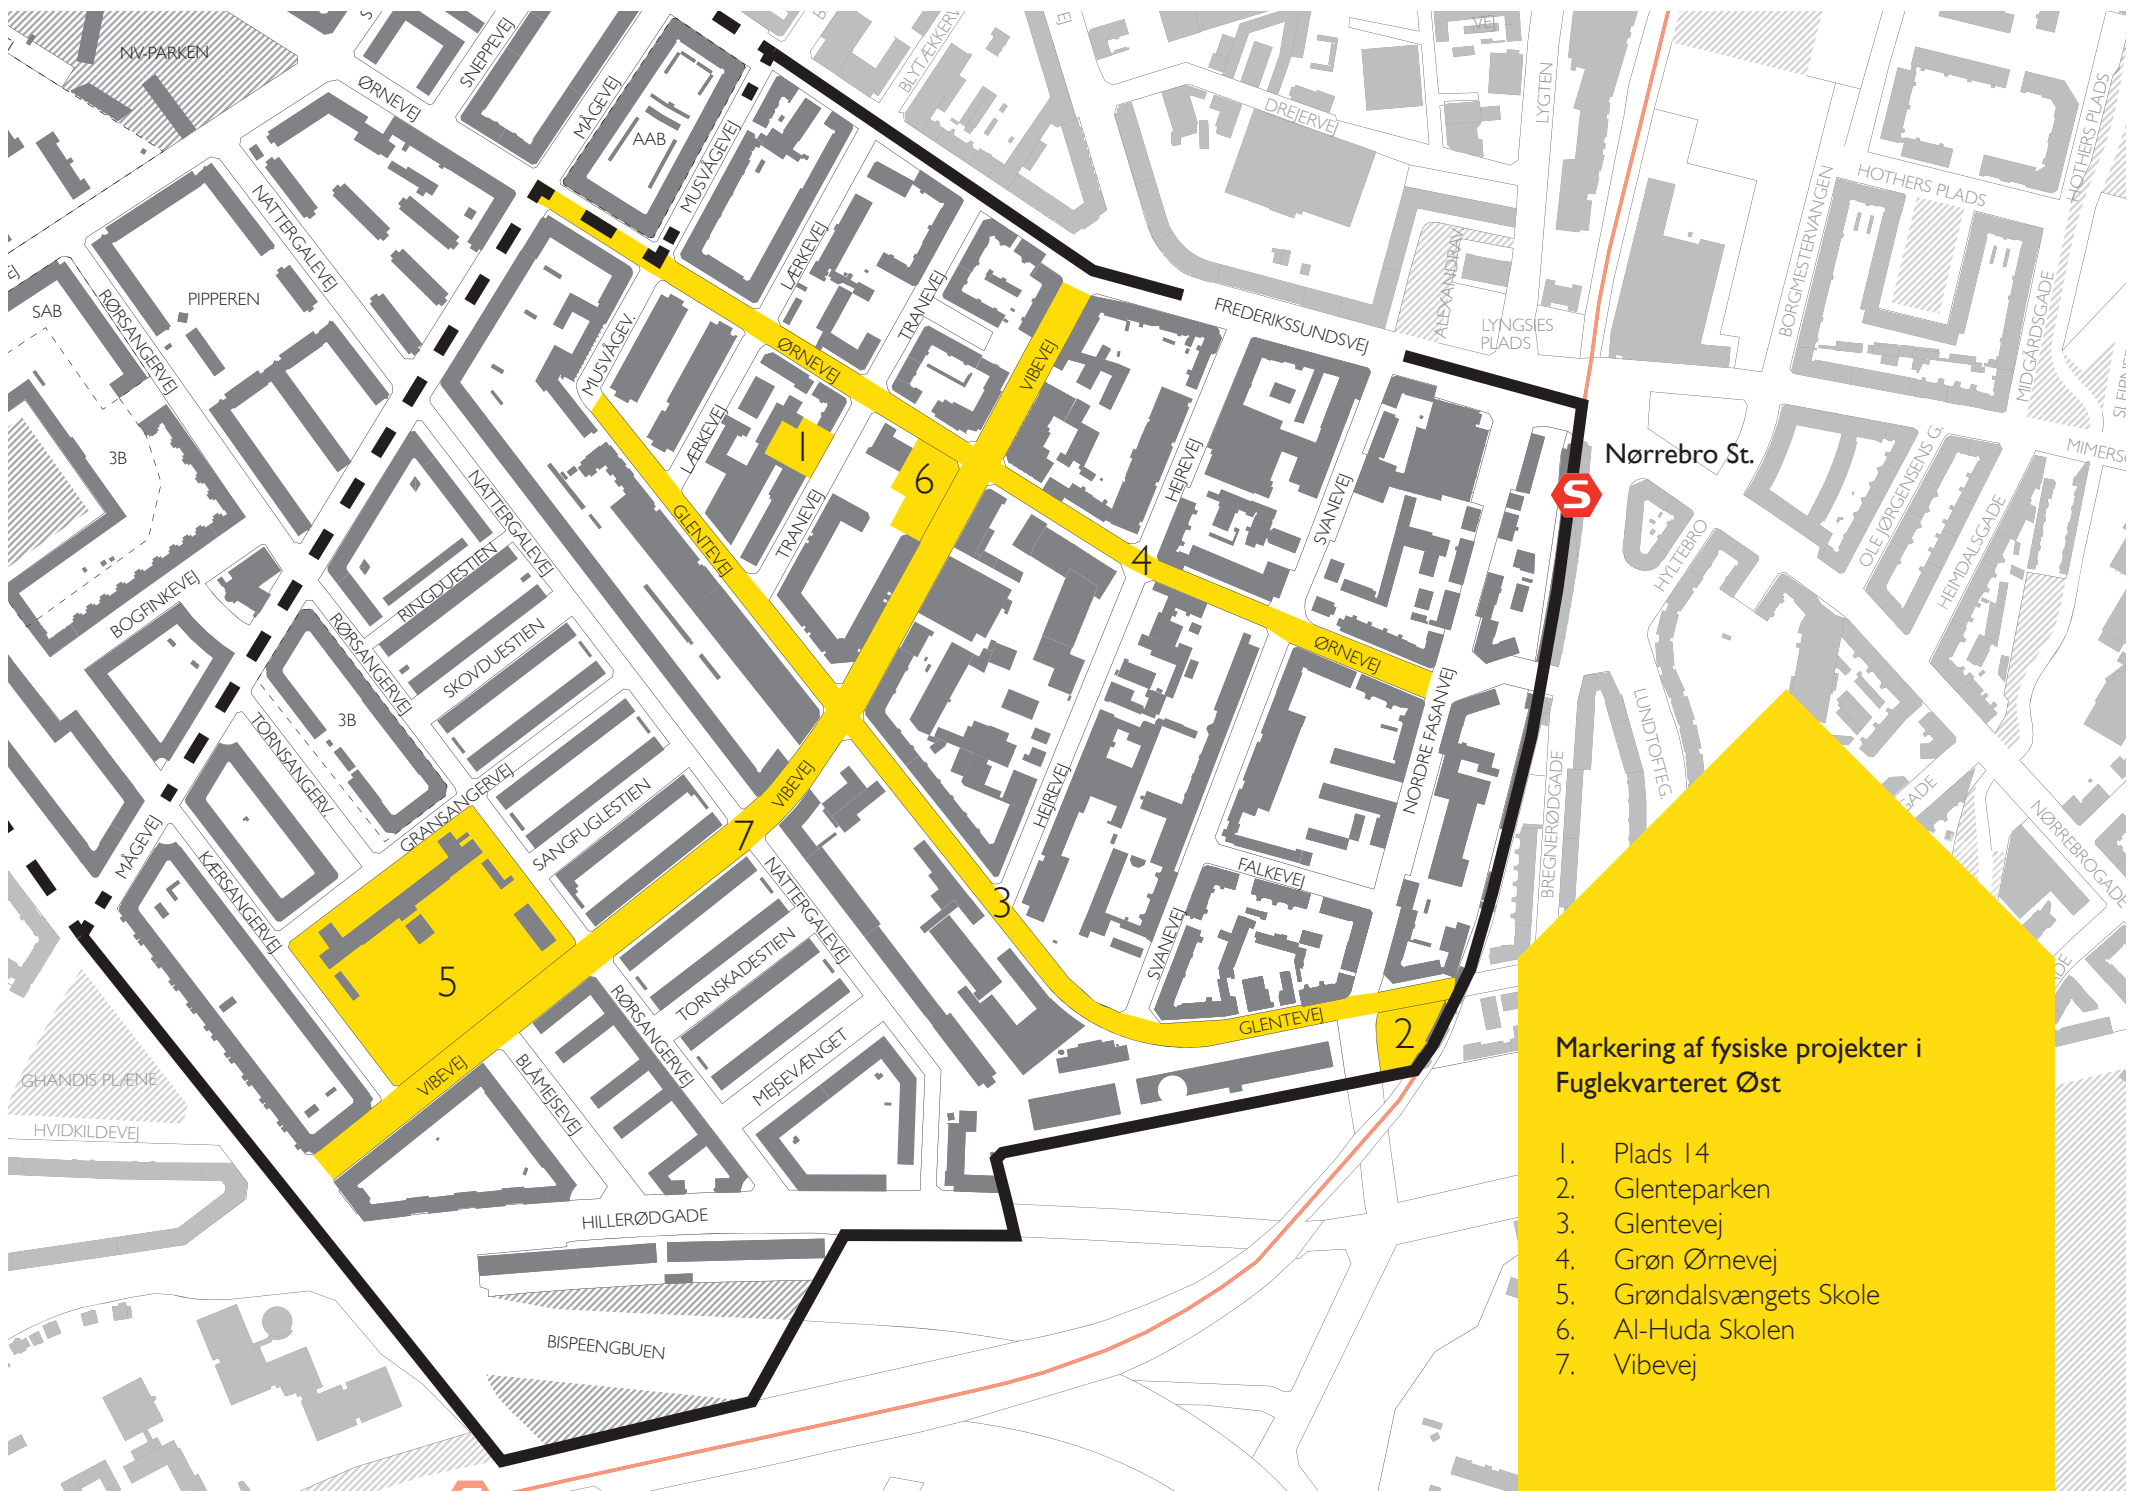 NV-PARKEN
ØRNEVEJ
SNEPPEVEJ
MÅGEVEJ
AAB
MUSVÅGEVEJ
DREJERVEJ
LYGTEN
VEJ
HOTHERS PLADS
HOTHERS PLADS
BORGMESTERVANGEN
MIDGÅRDSGADE
NATTERGALEVEJ
LÆRKEVEJ
TRANEVEJ
SAB
RØRSANGERVEJ
PIPPEREN
MUSVÅGEV.
ØRNEVEJ
VIBEVEJ
FREDERIKSSUNDSVEJ
ALEXANDRAV.
LYNGSIES
PLADS
Nørrebro St.
S
3B
LÆRKEVEJ
1
6
TRANEVEJ
HEJREVEJ
SVANEVEJ
GLENTEVEJ
NATTERGALEVEJ
4
ØRNEVEJ
HYLTEBRO
OLE JØRGENSENS G.
HEIMDALSGADE
BOGFINKEVEJ
RINGDUESTIEN
RØRSANGERVEJ
SKOVDUESTIEN
3B
TORNSANGERV.
GRANSANGERVEJ
SANGFUGLESTIEN
VIBEVEJ
7
NORDRE FASANVEJ
LUNDTOFTEG.
BREGNERØDGADE
NØRREBROGADE
MÅGEVEJ
KÆRSANGERVEJ
NATTERGALEVEJ
HEJREVEJ
FALKEVEJ
3
SVANEVEJ
5
TORNSKADESTIEN
RØRSANGERVEJ
GLENTEVEJ
2
VIBEVEJ
BLÅMEJSEVEJ
MEJSEVÆNGET
GHANDIS PLÆNE
HVIDKILDEVEJ
HILLERØDGADE
BISPEENGBUEN
Markering af fysiske projekter i
Fuglekvarteret Øst
1. Plads 14
2. Glenteparken
3. Glentevej
4. Grøn Ørnevej
5. Grøndalsvængets Skole
6. Al-Huda Skolen
7. Vibevej